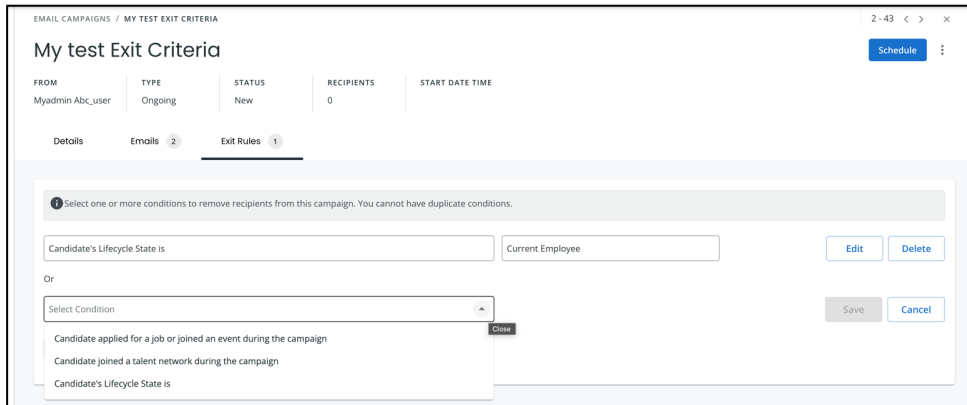 EMAIL CAMPAIGNS / MY TEST EXIT CRITERIA
2 - 43 < > ×
My test Exit Criteria
Schedule
FROM TYPE STATUS RECIPIENTS START DATE TIME
Myadmin Abc_user Ongoing New 0
Details Emails 2 Exit Rules 1
Select one or more conditions to remove recipients from this campaign. You cannot have duplicate conditions.
Candidate's Lifecycle State is Current Employee Edit Delete
Or
Select Condition Save Cancel
Close
Candidate applied for a job or joined an event during the campaign
Candidate joined a talent network during the campaign
Candidate's Lifecycle State is